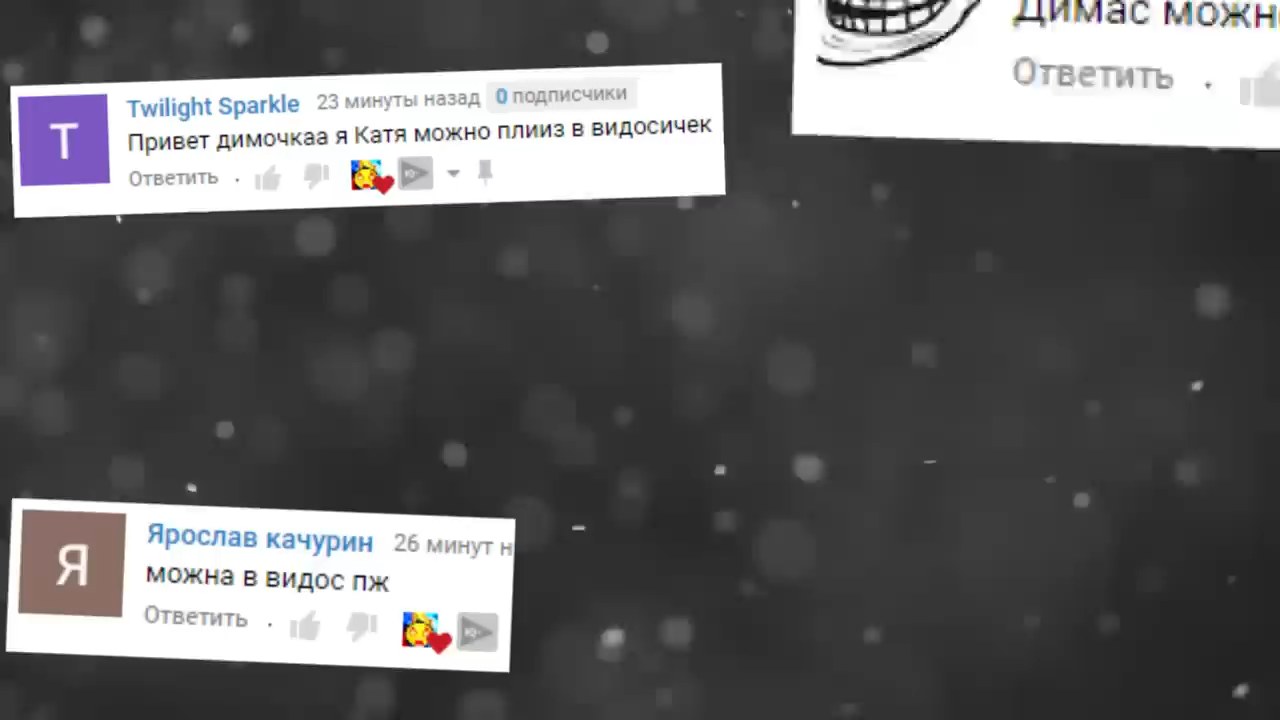 T
Twilight Sparkle 23 минуты назад 0 подписчики
Привет димочкаа я Катя можно плииз в видосичек
Ответить
Димас можн
Ответить
Я
Ярослав качурин 26 минут н
можна в видос пж
Ответить